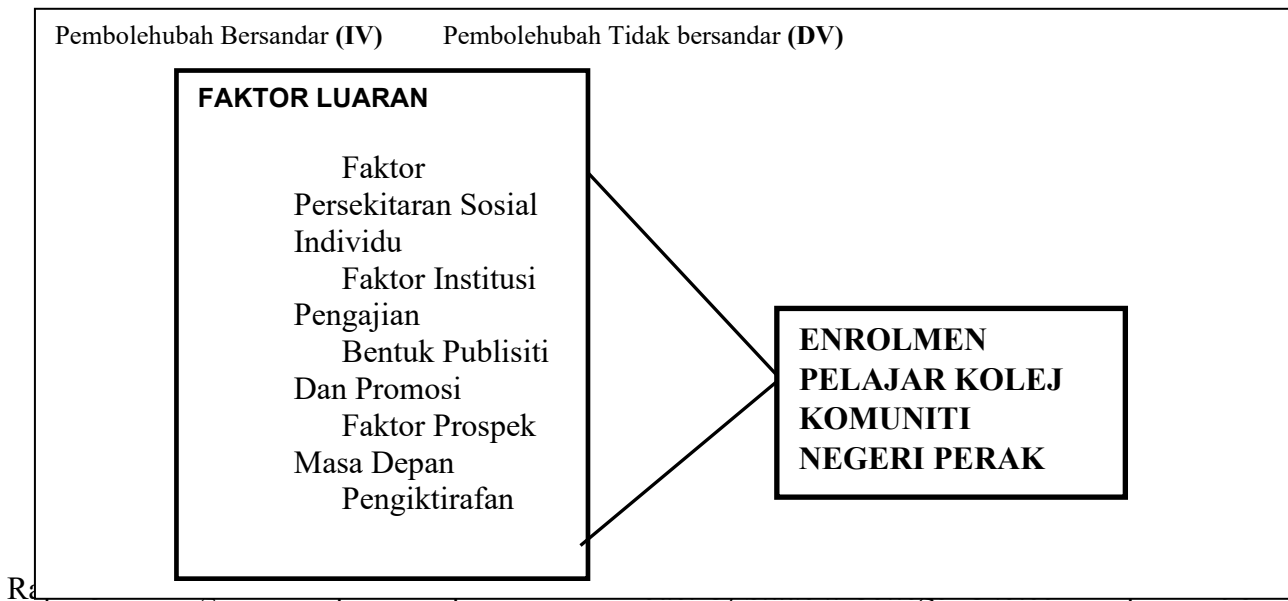 Pembolehubah Bersandar (IV) Pembolehubah Tidak bersandar (DV)
FAKTOR LUARAN
Faktor
Persekitaran Sosial
Individu
Faktor Institusi
Pengajian
Bentuk Publisiti
Dan Promosi
Faktor Prospek
Masa Depan
Pengiktirafan
ENROLMEN
PELAJAR KOLEJ
KOMUNITI
NEGERI PERAK